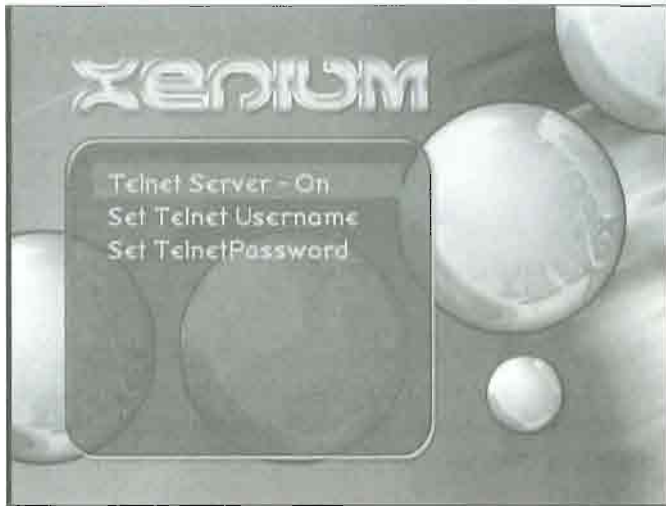 XENIUM
Telnet Server - On
Set Telnet Username
Set TelnetPassword